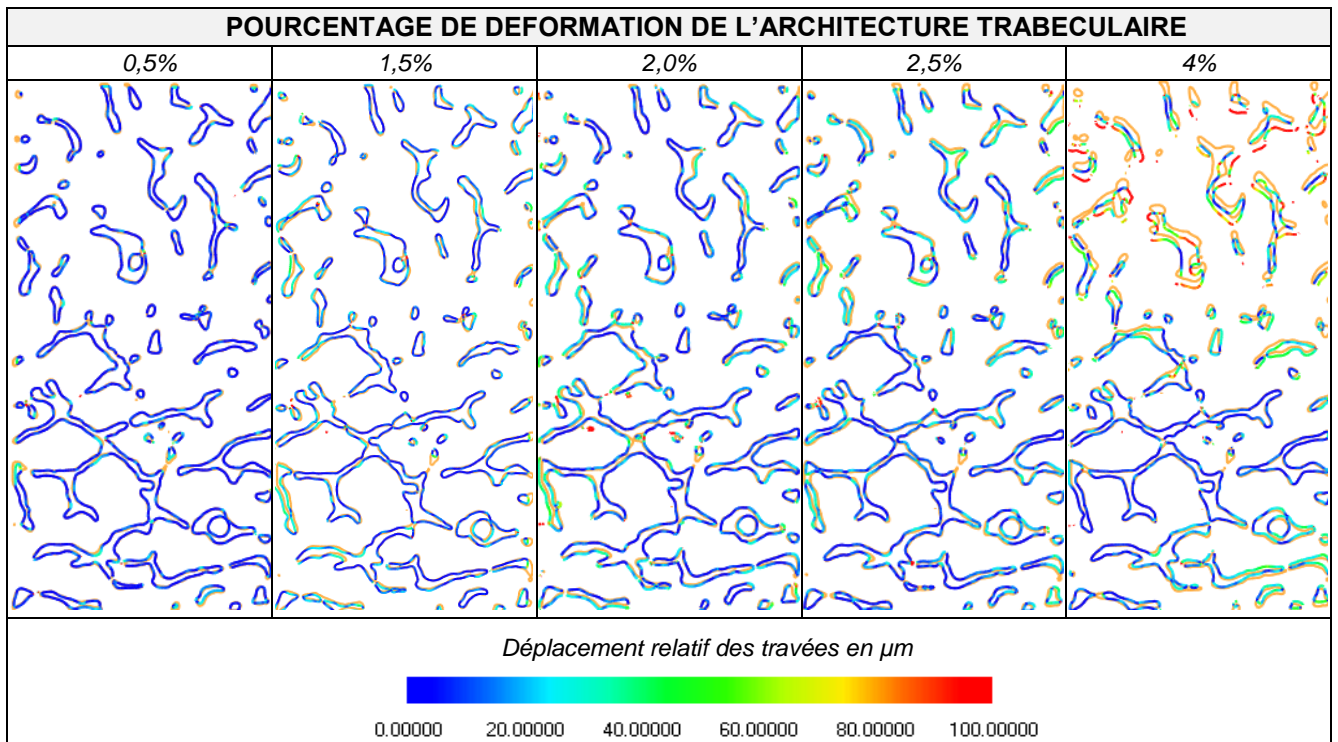 POURCENTAGE DE DEFORMATION DE L'ARCHITECTURE TRABECULAIRE
0,5% 1,5% 2,0% 2,5% 4%
Déplacement relatif des travées en µm
0.00000 20.00000 40.00000 60.00000 80.00000 100.00000